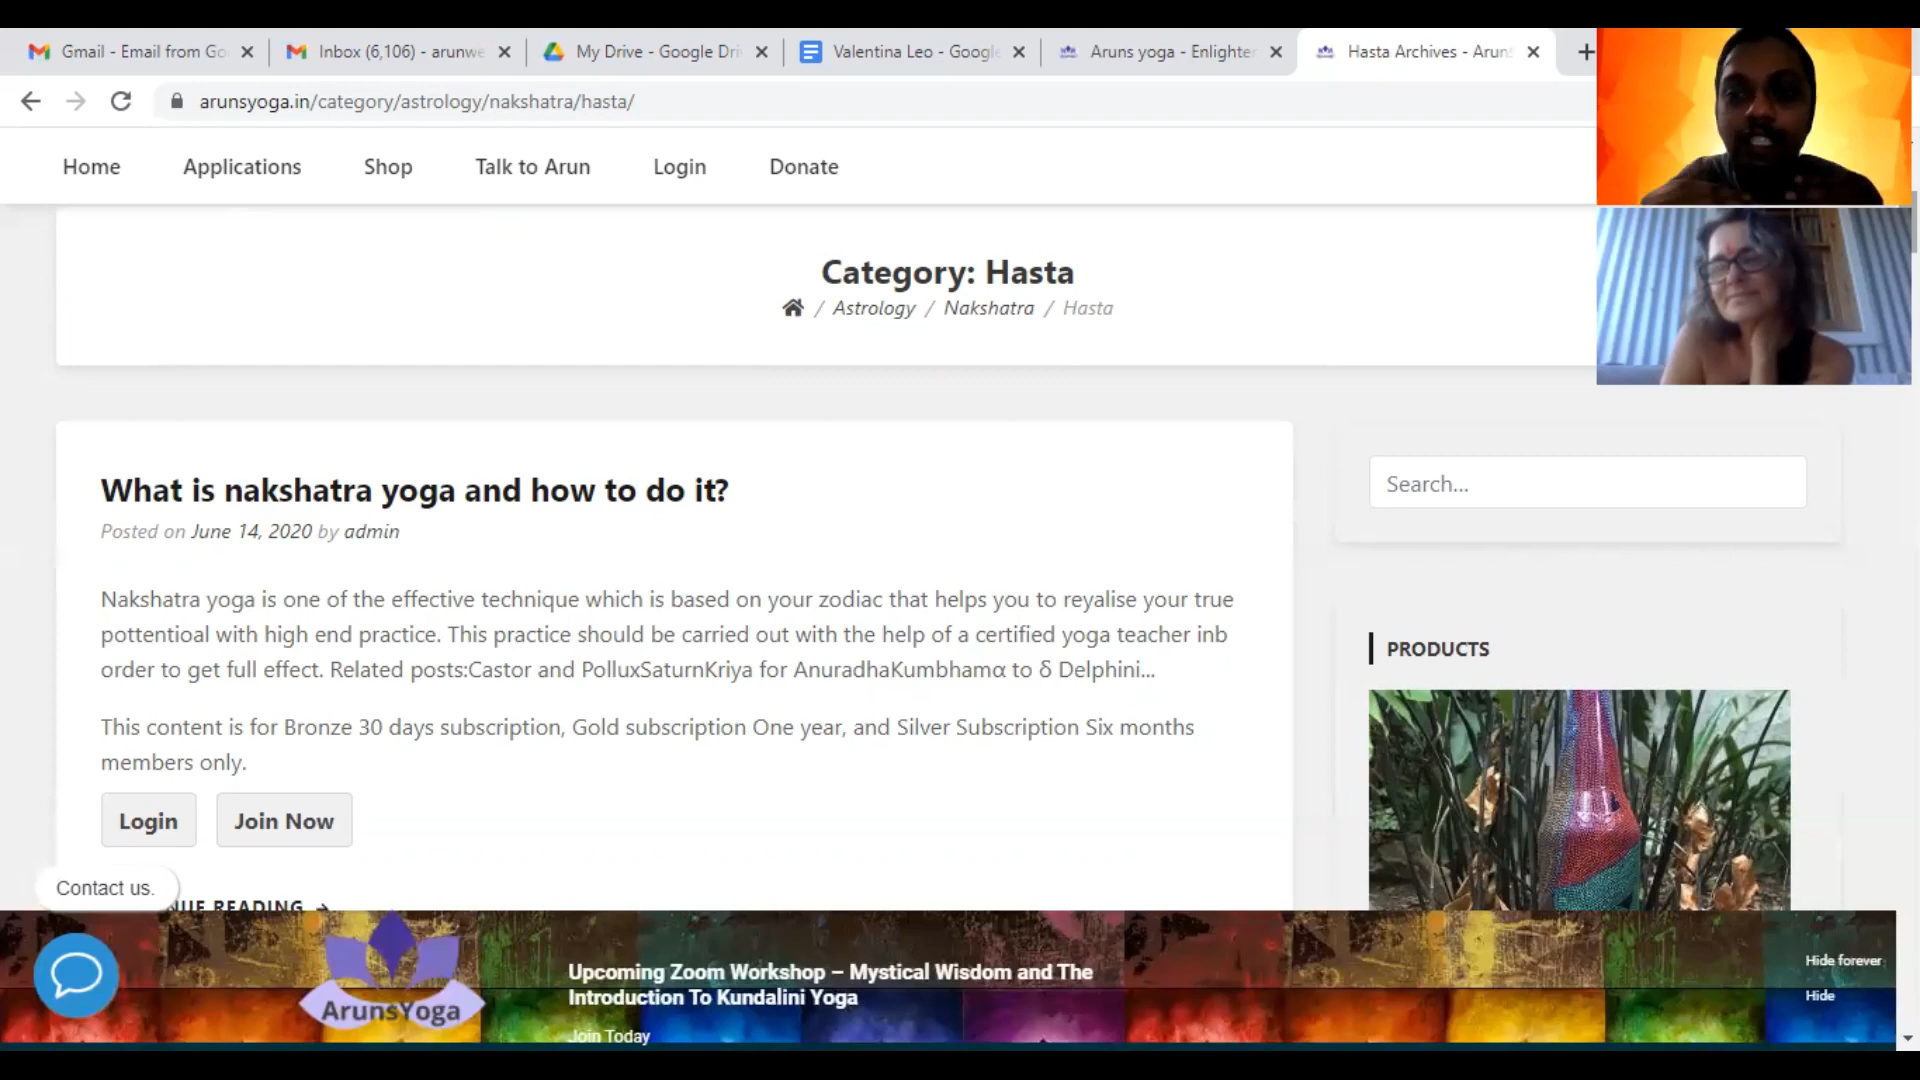 Gmail - Email from Go
Inbox (6,106) - arunwe
My Drive - Google Dri
Valentina Leo - Google
Aruns yoga - Enlighter
Hasta Archives - Aruns
arunsyoga.in/category/astrology/nakshatra/hasta/
Home Applications Shop Talk to Arun Login Donate
Category: Hasta
/ Astrology / Nakshatra / Hasta
What is nakshatra yoga and how to do it?
Posted on June 14, 2020 by admin
Nakshatra yoga is one of the effective technique which is based on your zodiac that helps you to reyalise your true
pottentioal with high end practice. This practice should be carried out with the help of a certified yoga teacher inb
order to get full effect. Related posts:Castor and PolluxSaturnKriya for AnuradhaKumbhamα to δ Delphini...
This content is for Bronze 30 days subscription, Gold subscription One year, and Silver Subscription Six months
members only.
Login Join Now
Search...
PRODUCTS
Contact us.
NUE READING →
ArunsYoga
Upcoming Zoom Workshop – Mystical Wisdom and The
Introduction To Kundalini Yoga
Join Today
Hide forever
Hide